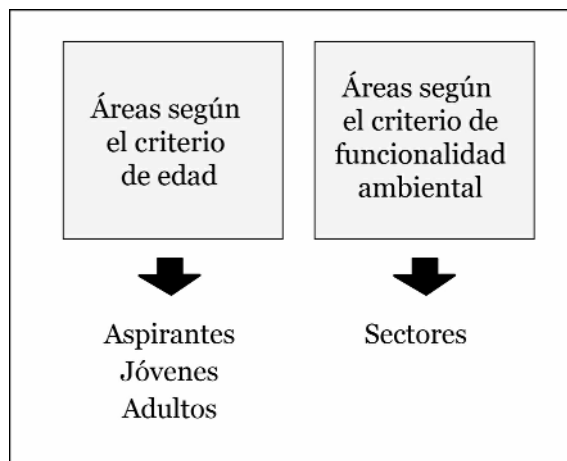 Áreas según
el criterio
de edad
Áreas según
el criterio de
funcionalidad
ambiental
Aspirantes
Jóvenes
Adultos
Sectores